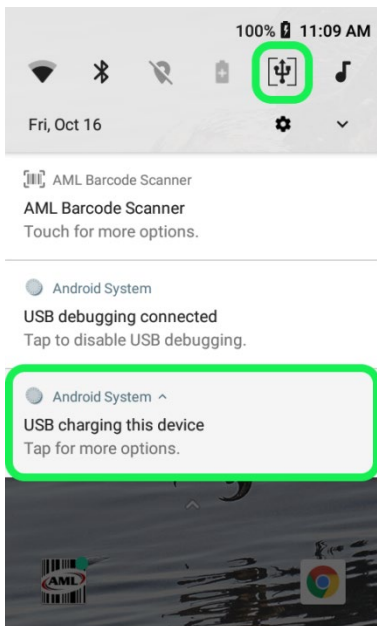 100% 11:09 AM
Fri, Oct 16
AML Barcode Scanner
AML Barcode Scanner
Touch for more options.
Android System
USB debugging connected
Tap to disable USB debugging.
Android System
USB charging this device
Tap for more options.
AML